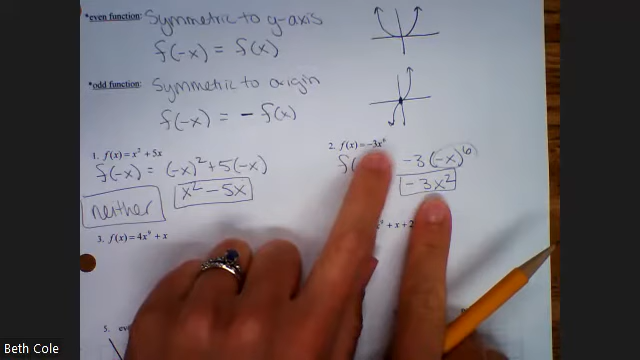 *even function: Symmetric to y-axis
f(-x) = f(x)
*odd function: Symmetric to origin
f(-x) = - f(x)
1. f(x) = x² + 5x
f(-x) = (-x)² + 5(-x)
x² - 5x
neither
2. f(x) = -3x⁶
f( -3(-x)⁶
-3x²
3. f(x) = 4x⁹ + x
+ x + 2
5.
Beth Cole